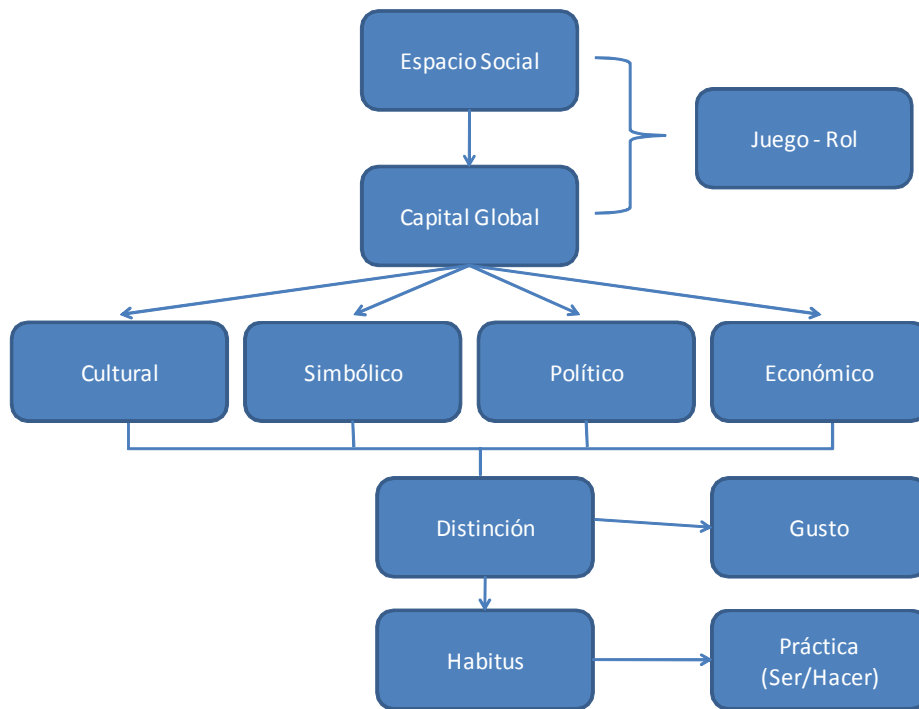 Espacio Social
Juego - Rol
Capital Global
Cultural
Simbólico
Político
Económico
Distinción
Gusto
Habitus
Práctica
(Ser/Hacer)